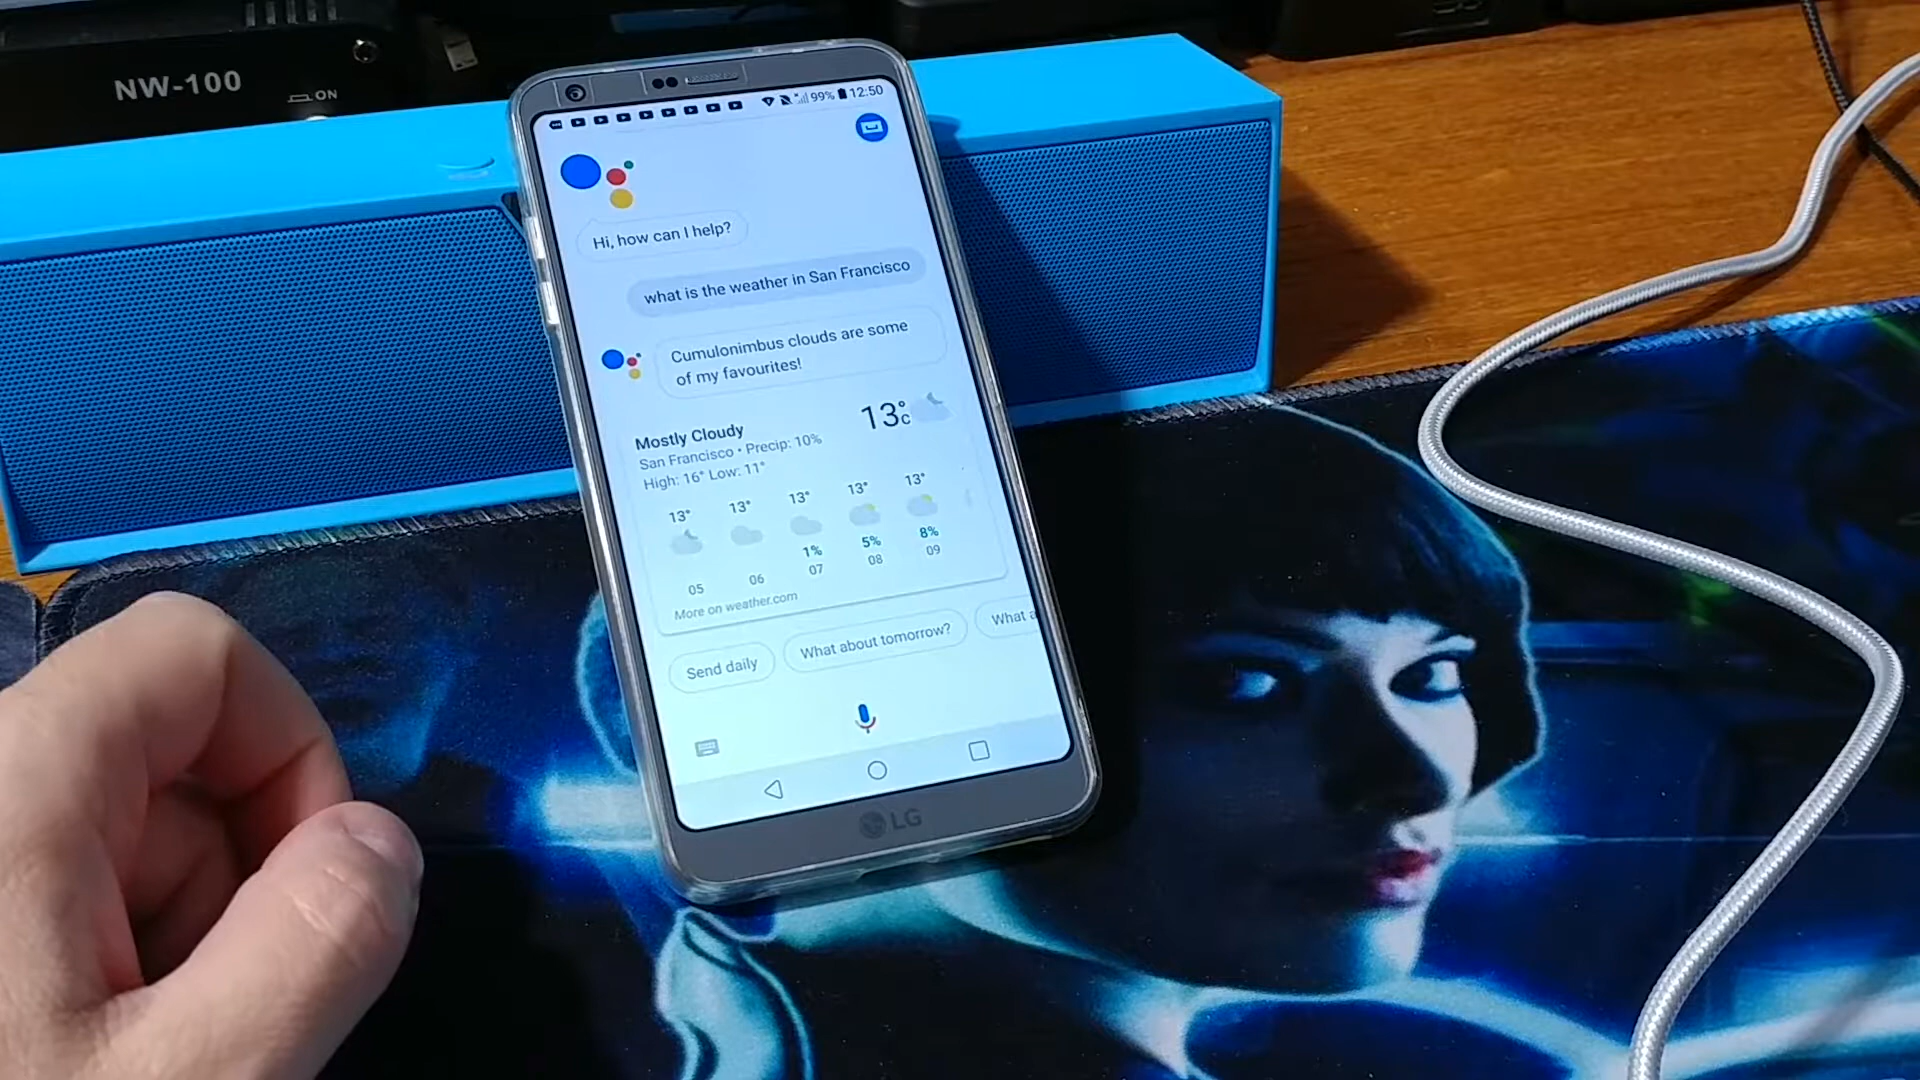 NW-100
ON
99% 12:50
Hi, how can I help?
what is the weather in San Francisco
Cumulonimbus clouds are some
of my favourites!
Mostly Cloudy
San Francisco • Precip: 10%
High: 16° Low: 11°
13°C
13° 13° 13° 13° 13°
1% 5% 8%
05 06 07 08 09
More on weather.com
Send daily
What about tomorrow?
What a
LG